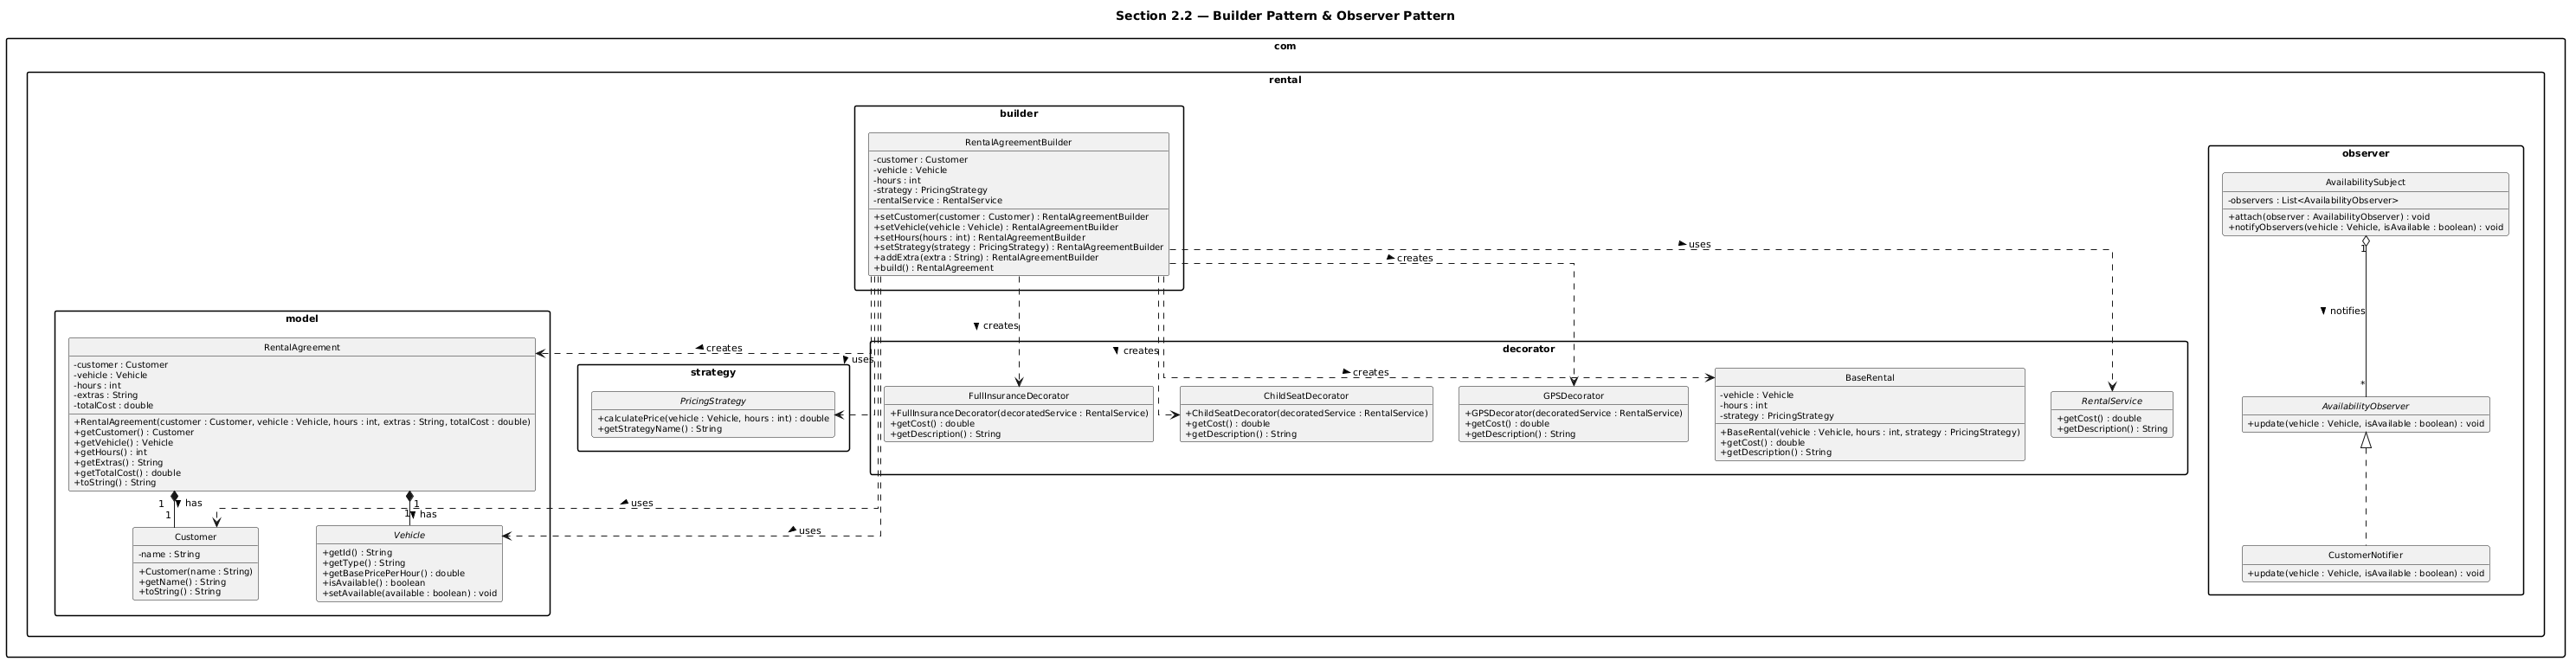 Section 2.2 — Builder Pattern & Observer Pattern
com
rental
builder
RentalAgreementBuilder
-customer : Customer
-vehicle : Vehicle
-hours : int
-strategy : PricingStrategy
-rentalService : RentalService
+setCustomer(customer : Customer) : RentalAgreementBuilder
+setVehicle(vehicle : Vehicle) : RentalAgreementBuilder
+setHours(hours : int) : RentalAgreementBuilder
+setStrategy(strategy : PricingStrategy) : RentalAgreementBuilder
+addExtra(extra : String) : RentalAgreementBuilder
+build() : RentalAgreement
observer
AvailabilitySubject
-observers : List<AvailabilityObserver>
+attach(observer : AvailabilityObserver) : void
+notifyObservers(vehicle : Vehicle, isAvailable : boolean) : void
1
notifies
*
AvailabilityObserver
+update(vehicle : Vehicle, isAvailable : boolean) : void
CustomerNotifier
+update(vehicle : Vehicle, isAvailable : boolean) : void
uses
creates
creates
creates
creates
creates
uses
model
RentalAgreement
-customer : Customer
-vehicle : Vehicle
-hours : int
-extras : String
-totalCost : double
+RentalAgreement(customer : Customer, vehicle : Vehicle, hours : int, extras : String, totalCost : double)
+getCustomer() : Customer
+getVehicle() : Vehicle
+getHours() : int
+getExtras() : String
+getTotalCost() : double
+toString() : String
strategy
PricingStrategy
+calculatePrice(vehicle : Vehicle, hours : int) : double
+getStrategyName() : String
decorator
FullInsuranceDecorator
+FullInsuranceDecorator(decoratedService : RentalService)
+getCost() : double
+getDescription() : String
ChildSeatDecorator
+ChildSeatDecorator(decoratedService : RentalService)
+getCost() : double
+getDescription() : String
GPSDecorator
+GPSDecorator(decoratedService : RentalService)
+getCost() : double
+getDescription() : String
BaseRental
-vehicle : Vehicle
-hours : int
-strategy : PricingStrategy
+BaseRental(vehicle : Vehicle, hours : int, strategy : PricingStrategy)
+getCost() : double
+getDescription() : String
RentalService
+getCost() : double
+getDescription() : String
1
has
1
1
has
1
uses
uses
Customer
-name : String
+Customer(name : String)
+getName() : String
+toString() : String
Vehicle
+getId() : String
+getType() : String
+getBasePricePerHour() : double
+isAvailable() : boolean
+setAvailable(available : boolean) : void